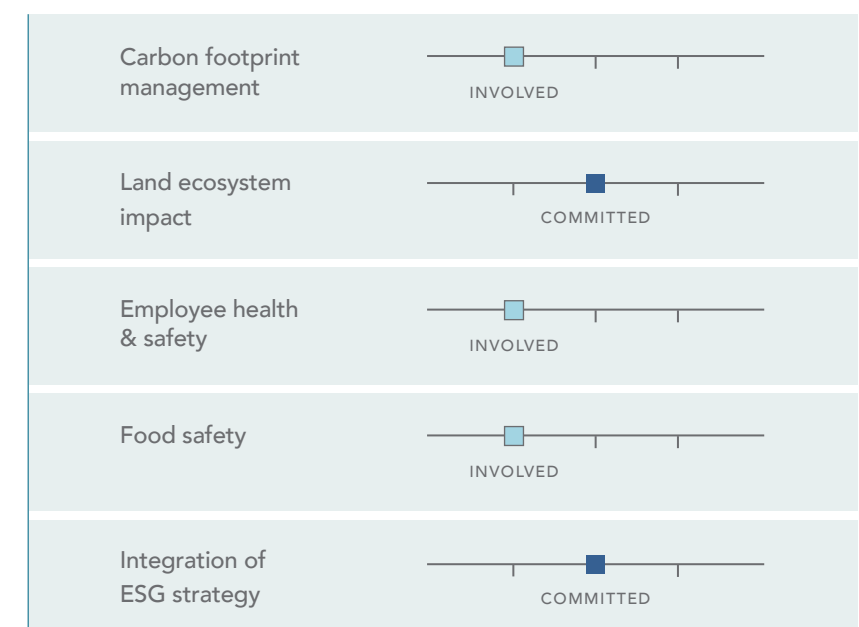 Carbon footprint
management
INVOLVED
Land ecosystem
impact
COMMITTED
Employee health
& safety
INVOLVED
Food safety
INVOLVED
Integration of
ESG strategy
COMMITTED